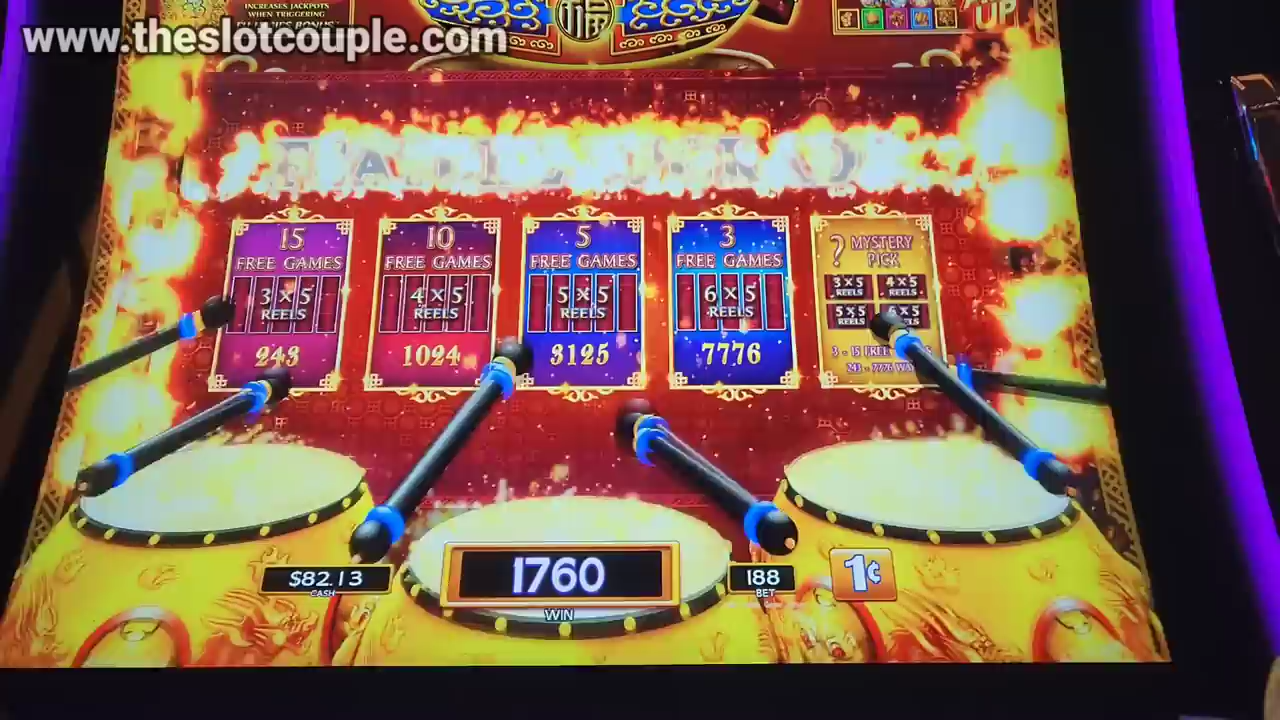 INCREASES JACKPOTS
WHEN TRIGGERING
www.theslotcouple.com
福
UP
15
FREE GAMES
3 x 5
REELS
243
10
FREE GAMES
4 x 5
REELS
1024
5
FREE GAMES
5 x 5
REELS
3125
3
FREE GAMES
6 x 5
REELS
7776
? MYSTERY
PICK
3 x 5 REELS
4 x 5 REELS
5 x 5 REELS
6 x 5
3 - 15
243 - 7776
$82.13
CASH
1760
WIN
188
BET
1¢